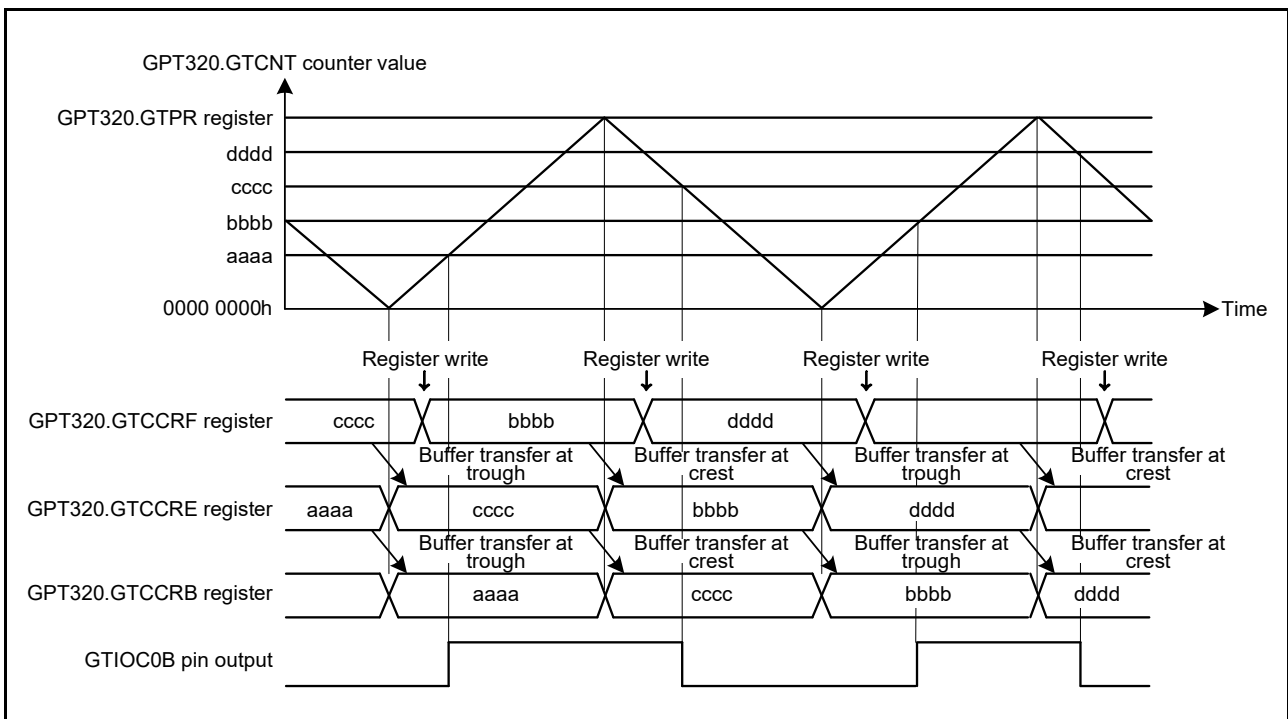 GPT320.GTCNT counter value
GPT320.GTPR register
dddd
cccc
bbbb
aaaa
0000 0000h
Time
Register write
Register write
Register write
Register write
GPT320.GTCCRF register
cccc
bbbb
dddd
Buffer transfer at
trough
Buffer transfer at
crest
Buffer transfer at
trough
Buffer transfer at
crest
GPT320.GTCCRE register
aaaa
cccc
bbbb
dddd
Buffer transfer at
trough
Buffer transfer at
crest
Buffer transfer at
trough
Buffer transfer at
crest
GPT320.GTCCRB register
aaaa
cccc
bbbb
dddd
GTIOC0B pin output